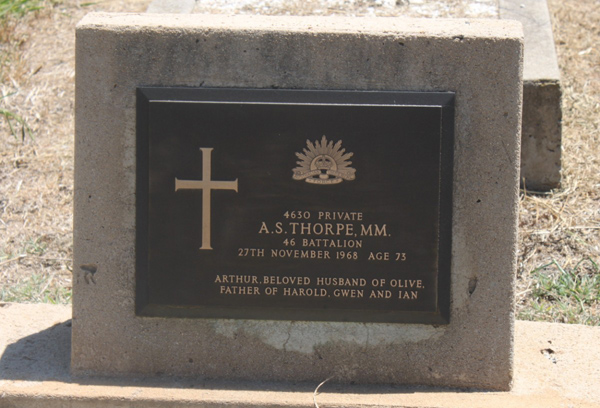 4630 PRIVATE
A.S. THORPE, MM.
46 BATTALION
27TH NOVEMBER 1968 AGE 73
ARTHUR, BELOVED HUSBAND OF OLIVE,
FATHER OF HAROLD, GWEN AND IAN